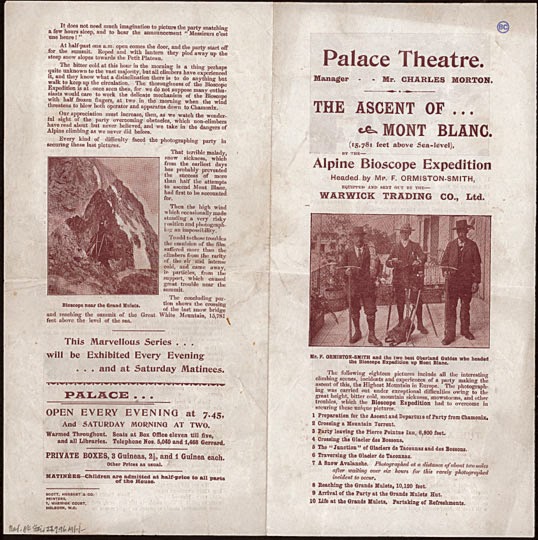 It does not need much imagination to picture the party snatching
a few hours sleep, and to hear the announcement "Messieurs c'est
une heure!"
At half-past one a.m. open comes the door, and the party start off
for the summit. Roped and with lantern they plod away up the
steep snow slopes towards the Petit Plateau.
The bitter cold at this hour in the morning is a thing perhaps
quite unknown to the vast majority, but all climbers have experienced
it, and they know what a disinclination there is to do anything but
walk to keep up the circulation. The thoroughness of the Bioscope
Expedition is at once seen then, for we do not suppose many enthu-
siasts would care to work the delicate mechanism of the Bioscope
with half frozen fingers, at two in the morning when the wind
threatens to blow both operator and apparatus down to Chamonix.
Our appreciation must increase, then, as we watch the wonder-
ful sight of the party overcoming obstacles, which non-climbers
have read about but never believed, and we take in the dangers of
Alpine climbing as we never did before.
Every kind of difficulty faced the photographing party in
securing these last pictures.
That terrible malady,
snow sickness, which
from the earliest days
has probably prevented
the success of more
than half the attempts
to ascend Mont Blanc,
had first to be accounted
for.
Then the high wind
which occasionally made
standing a very risky
position and photograph-
ing an impossibility.
To add to these troubles
the emulsion of the film
suffered more than the
climbers from the rarity
of the air and intense
cold, and came away,
in particles, from the
support, which caused
great trouble near the
summit.
The concluding por-
tion shows the crossing
of the last snow bridge
and reaching the summit of the Great White Mountain, 15,781
feet above the level of the sea.
Bioscope near the Grand Mulets.
This Marvellous Series . . .
will be Exhibited Every Evening
. . . and at Saturday Matinees.
PALACE . . .
OPEN EVERY EVENING at 7.45,
AND SATURDAY MORNING AT TWO.
Warmed Throughout. Seats at Box Office eleven till five,
and all Libraries. Telephone Nos. 5,080 and 1,468 Gerrard.
PRIVATE BOXES, 3 Guineas, 2½, and 1 Guinea each.
Other Prices as usual.
MATINÉES—Children are admitted at half-price to all parts
of the House.
SCOTT, HERBERT & CO.
PRINTERS,
HOLBORN, W.C.
BC
Palace Theatre.
Manager . . Mr. CHARLES MORTON.
THE ASCENT OF . . .
MONT BLANC.
(15,781 feet above Sea-level),
BY THE—
Alpine Bioscope Expedition
Headed by Mr. F. ORMISTON-SMITH,
EQUIPPED AND SENT OUT BY THE—
WARWICK TRADING CO., Ltd.
Mr. F. ORMISTON-SMITH and the two best Oberland Guides who headed
the Bioscope Expedition up Mont Blanc.
The following eighteen pictures include all the interesting
climbing scenes, incidents and experiences of a party making the
ascent of this, the Highest Mountain in Europe. The photograph-
ing was carried out under exceptional difficulties owing to the
great height, bitter cold, mountain sickness, snowstorms, and other
troubles, which the Bioscope Expedition had to overcome in
securing these unique pictures.
1 Preparation for the Ascent and Departure of Party from Chamonix.
2 Crossing a Mountain Torrent.
3 Party leaving the Pierre Pointue Inn, 6,800 feet.
4 Crossing the Glacier des Bossons.
5 The "Junction" of Glaciers de Taconnaz and des Bossons.
6 Traversing the Glacier de Taconnaz.
7 A Snow Avalanche. Photographed at a distance of about two miles
after waiting over six hours for this rarely photographed
incident to occur.
8 Reaching the Grands Mulets, 10,120 feet.
9 Arrival of the Party at the Grands Mulets Hut.
10 Life at the Grands Mulets. Partaking of Refreshments.